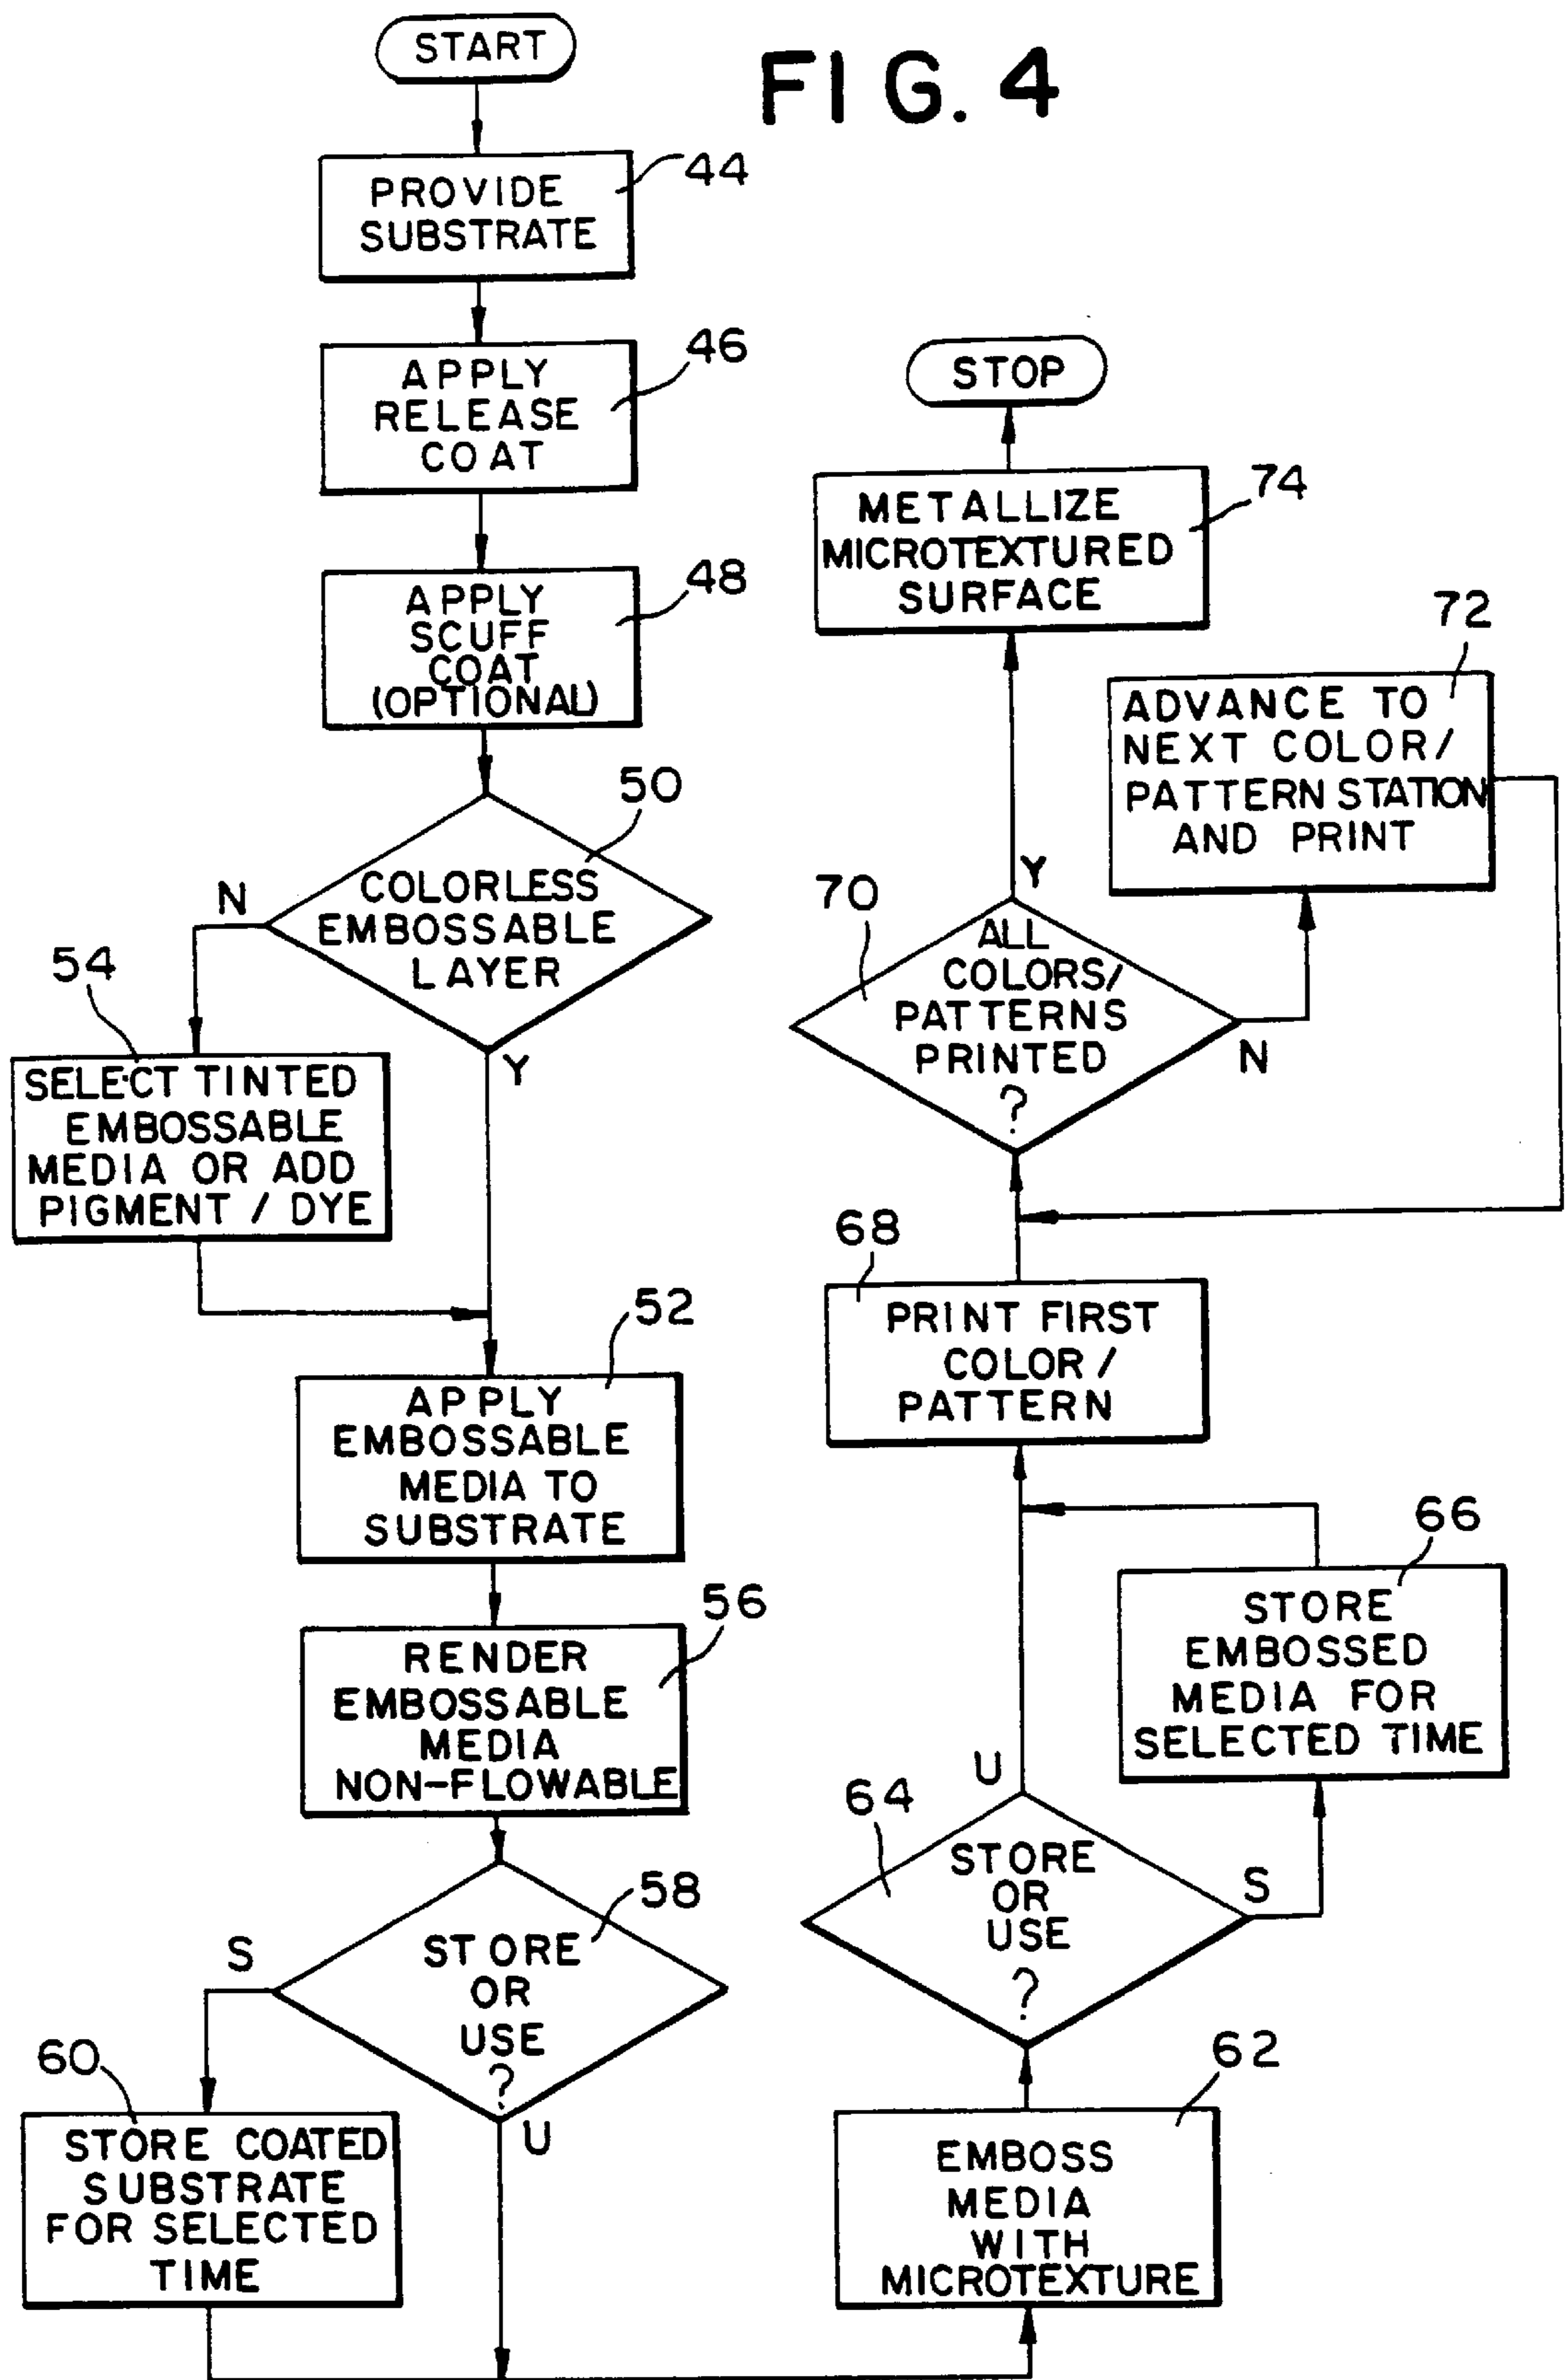 FIG. 4
START
44
PROVIDE
SUBSTRATE
46
APPLY
RELEASE
COAT
48
APPLY
SCUFF
COAT
(OPTIONAL)
50
COLORLESS
EMBOSSABLE
LAYER
N
Y
54
SELECT TINTED
EMBOSSABLE
MEDIA OR ADD
PIGMENT / DYE
52
APPLY
EMBOSSABLE
MEDIA TO
SUBSTRATE
56
RENDER
EMBOSSABLE
MEDIA
NON-FLOWABLE
58
STORE
OR
USE
?
S
U
60
STORE COATED
SUBSTRATE
FOR SELECTED
TIME
62
EMBOSS
MEDIA
WITH
MICROTEXTURE
64
STORE
OR
USE
?
U
S
66
STORE
EMBOSSED
MEDIA FOR
SELECTED TIME
68
PRINT FIRST
COLOR /
PATTERN
70
ALL
COLORS/
PATTERNS
PRINTED
?
Y
N
72
ADVANCE TO
NEXT COLOR/
PATTERN STATION
AND PRINT
74
METALLIZE
MICROTEXTURED
SURFACE
STOP